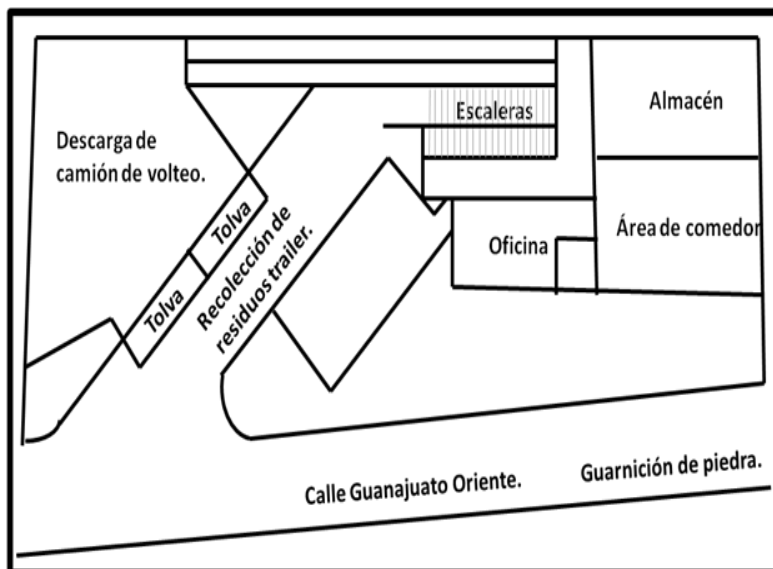 Escaleras
Almacén
Descarga de
camión de volteo.
Tolva
Tolva
Recolección de
residuos trailer.
Oficina
Área de comedor
Calle Guanajuato Oriente.
Guarnición de piedra.